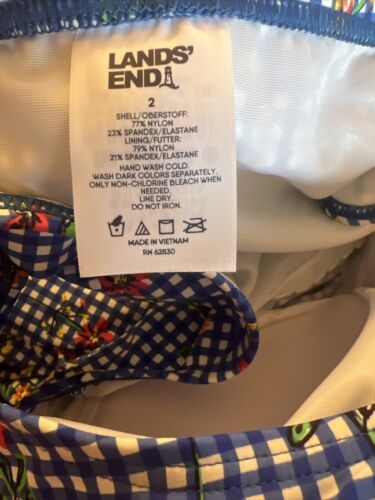 LANDS'
END
2
SHELL/OBERSTOFF:
77% NYLON
23% SPANDEX/ELASTANE
LINING/FUTTER:
79% NYLON
21% SPANDEX/ELASTANE
HAND WASH COLD.
WASH DARK COLORS SEPARATELY.
ONLY NON-CHLORINE BLEACH WHEN
NEEDED.
LINE DRY.
DO NOT IRON.
MADE IN VIETNAM
RN 62830